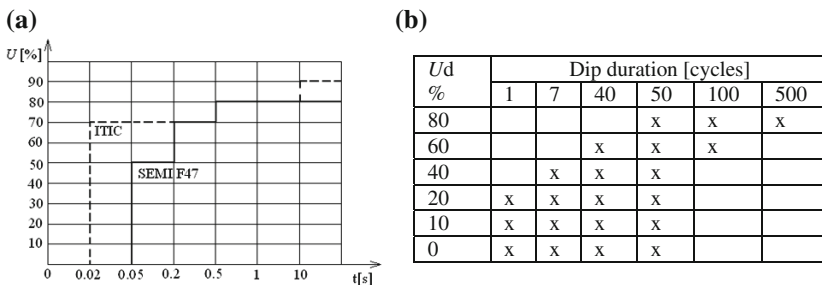 (a)
U [%]
90
80
70
60
50
40
30
20
10
0 0.02 0.05 0.2 0.5 1 10 t[s]
ITIC
SEMI F47
(b)
Ud % Dip duration [cycles]
1 7 40 50 100 500
80 x x x
60 x x x
40 x x x
20 x x x x
10 x x x x
0 x x x x